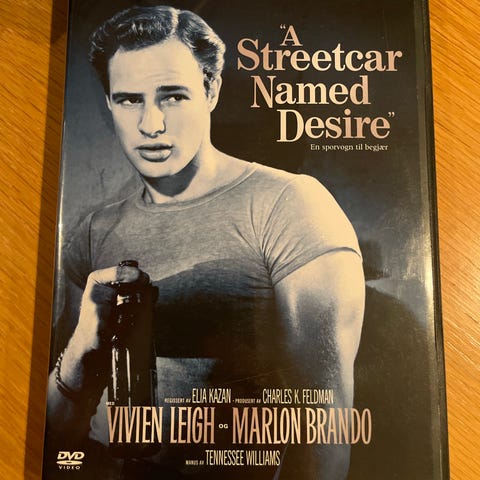 "A
Streetcar
Named
Desire"
En sporvogn til begjær
REGISSERT AV ELIA KAZAN - PRODUSERT AV CHARLES K. FELDMAN
MED
VIVIEN LEIGH OG MARLON BRANDO
MANUS AV TENNESSEE WILLIAMS
DVD
VIDEO